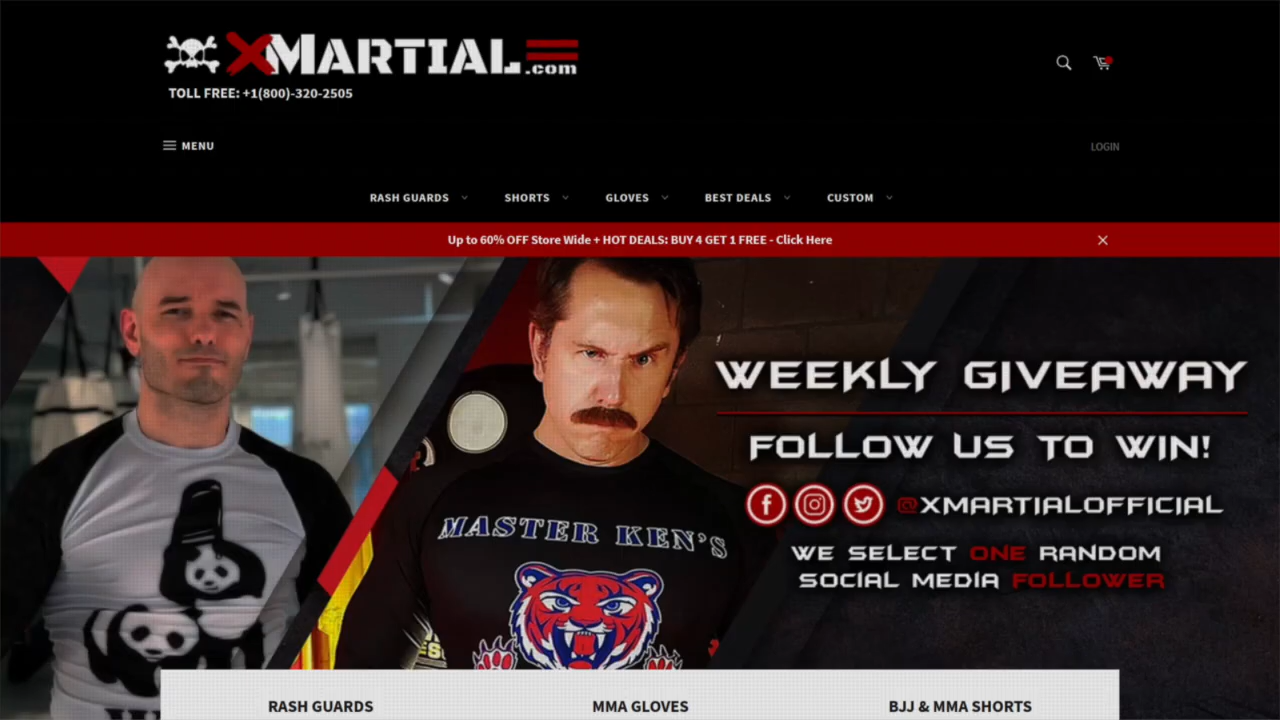 XMARTIAL.com
TOLL FREE: +1(800)-320-2505
MENU
LOGIN
RASH GUARDS
SHORTS
GLOVES
BEST DEALS
CUSTOM
Up to 60% OFF Store Wide + HOT DEALS: BUY 4 GET 1 FREE - Click Here
WEEKLY GIVEAWAY
FOLLOW US TO WIN!
@XMARTIALOFFICIAL
WE SELECT ONE RANDOM
SOCIAL MEDIA FOLLOWER
MASTER KEN'S
RASH GUARDS
MMA GLOVES
BJJ & MMA SHORTS